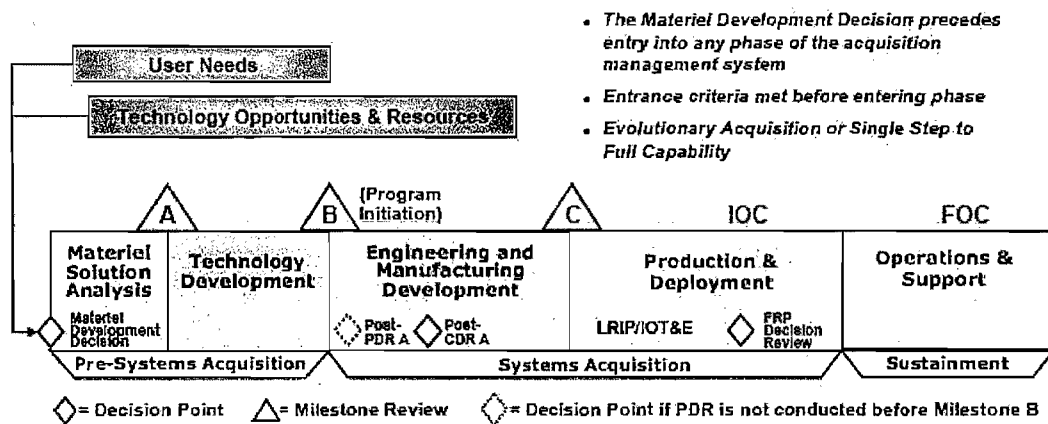 • The Materiel Development Decision precedes
entry into any phase of the acquisition
management system
• Entrance criteria met before entering phase
• Evolutionary Acquisition or Single Step to
Full Capability
User Needs
Technology Opportunities & Resources
A
B
(Program
Initiation)
C
IOC
FOC
Materiel
Solution
Analysis
Technology
Development
Engineering and
Manufacturing
Development
Production &
Deployment
Operations &
Support
Materiel
Development
Decision
Post-
PDR A
Post-
CDR A
LRIP/IOT&E
FRP
Decision
Review
Pre-Systems Acquisition
Systems Acquisition
Sustainment
= Decision Point
= Milestone Review
= Decision Point if PDR is not conducted before Milestone B